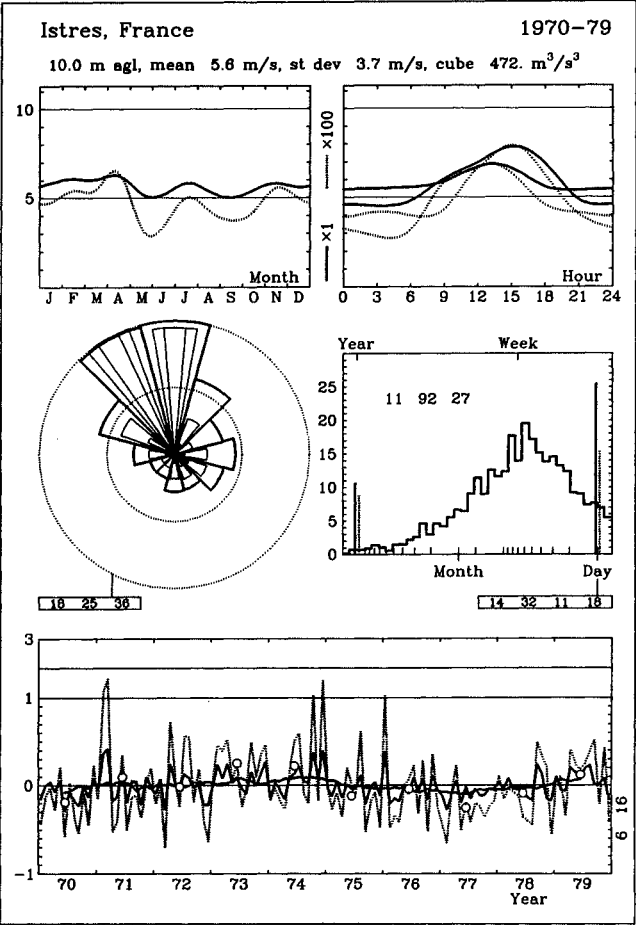 Istres, France 1970-79
10.0 m agl, mean 5.6 m/s, st dev 3.7 m/s, cube 472. m³/s³
10
5
Month
J F M A M J J A S O N D
×1 ×100
Hour
0 3 6 9 12 15 18 21 24
Year Week
25
20
15
10
5
0
11 92 27
Month Day
18 25 36
14 32 11 18
3
1
0
-1
6 16
70 71 72 73 74 75 76 77 78 79
Year